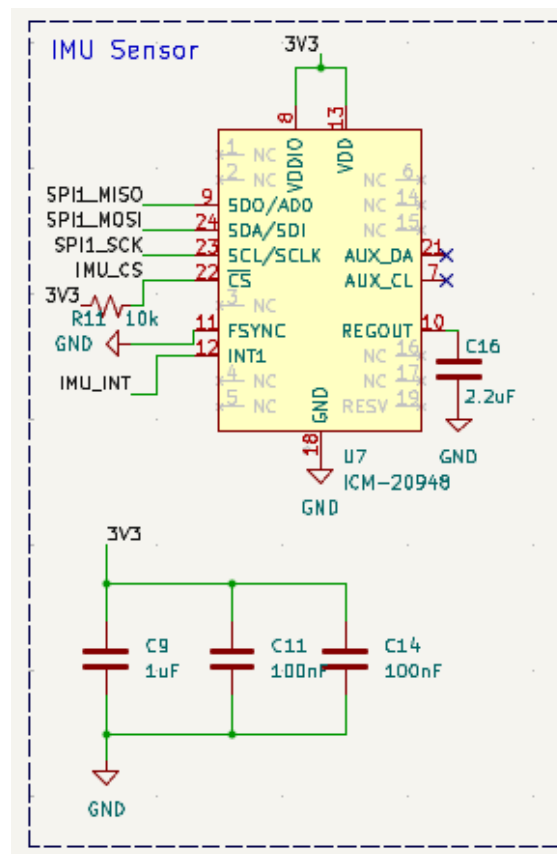 IMU Sensor
3V3
8
13
VDDIO
VDD
1 NC
2 NC
NC 6
NC 14
NC 15
SPI1_MISO 9 SDO/AD0
SPI1_MOSI 24 SDA/SDI
SPI1_SCK 23 SCL/SCLK
AUX_DA 21
IMU_CS 22 CS
AUX_CL 7
3V3
R11 10k
3 NC
GND 11 FSYNC
REGOUT 10
IMU_INT 12 INT1
NC 16
C16
2.2uF
4 NC
NC 17
5 NC
RESV 19
GND
18
GND
U7
ICM-20948
GND
3V3
C9
1uF
C11
100nF
C14
100nF
GND